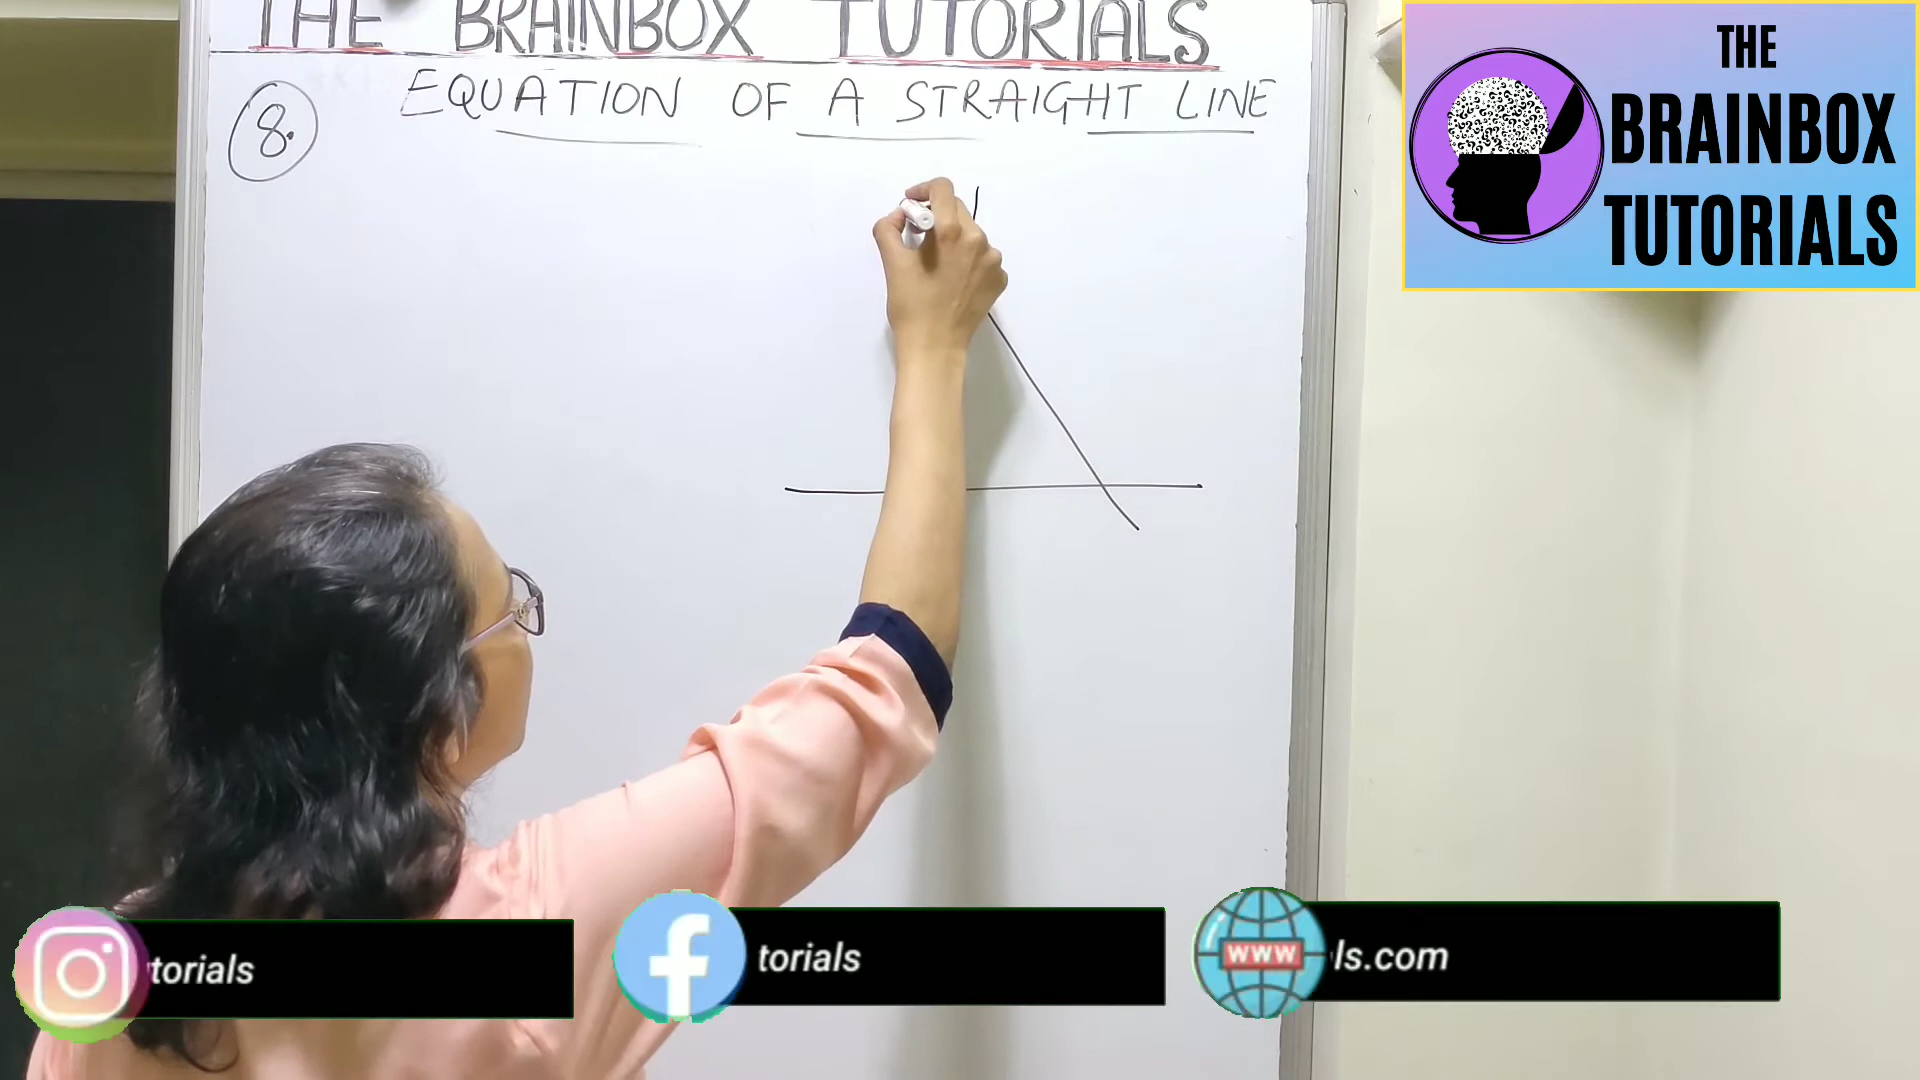 THE BRAINBOX TUTORIALS
8.
EQUATION OF A STRAIGHT LINE
THE
BRAINBOX
TUTORIALS
torials
torials
www
ls.com